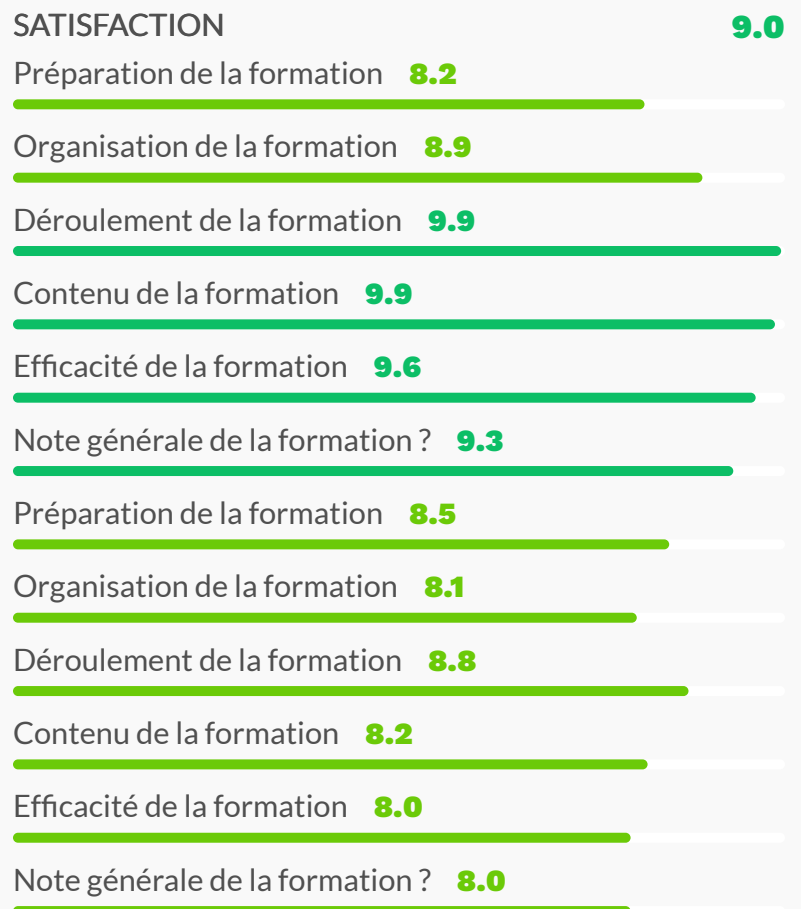 SATISFACTION 9.0
Préparation de la formation 8.2
Organisation de la formation 8.9
Déroulement de la formation 9.9
Contenu de la formation 9.9
Efficacité de la formation 9.6
Note générale de la formation ? 9.3
Préparation de la formation 8.5
Organisation de la formation 8.1
Déroulement de la formation 8.8
Contenu de la formation 8.2
Efficacité de la formation 8.0
Note générale de la formation ? 8.0